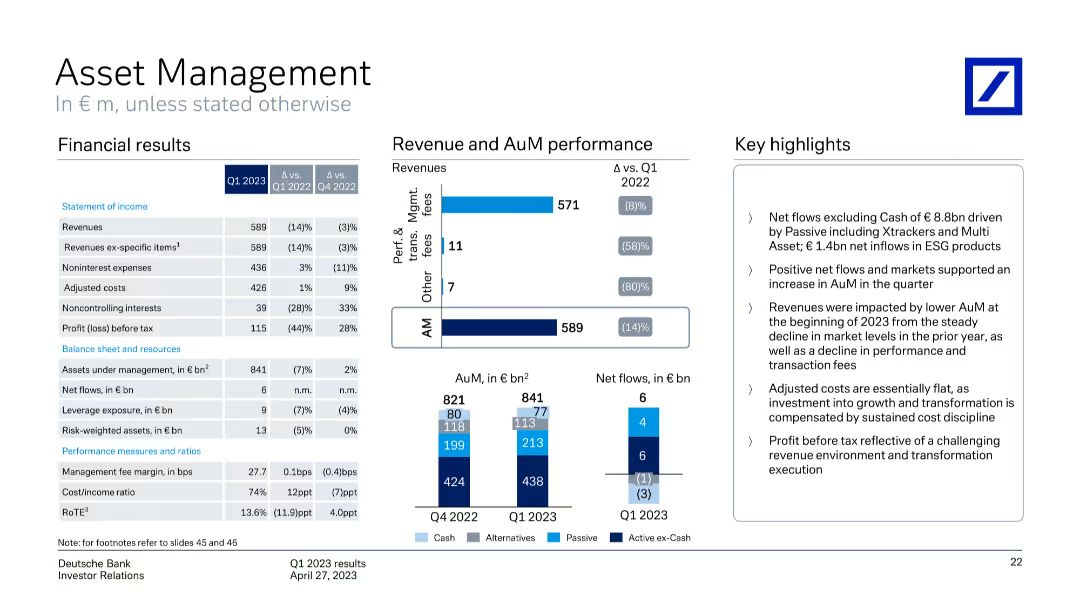 Asset Management
In € m, unless stated otherwise
Financial results
Q1 2023 Δ vs. Q1 2022 Δ vs. Q4 2022
Statement of income
Revenues 589 (14)% (3)%
Revenues ex-specific items1 589 (14)% (3)%
Noninterest expenses 436 3% (11)%
Adjusted costs 426 1% 9%
Noncontrolling interests 39 (28)% 33%
Profit (loss) before tax 115 (44)% 28%
Balance sheet and resources
Assets under management, in € bn2 841 (7)% 2%
Net flows, in € bn 6 n.m. n.m.
Leverage exposure, in € bn 9 (7)% (4)%
Risk-weighted assets, in € bn 13 (5)% 0%
Performance measures and ratios
Management fee margin, in bps 27.7 0.1bps (0.4)bps
Cost/income ratio 74% 12ppt (7)ppt
RoTE3 13.6% (11.9)ppt 4.0ppt
Note: for footnotes refer to slides 45 and 46
Revenue and AuM performance
Revenues
Δ vs. Q1
2022
Mgmt. fees 571 (8)%
Perf. & trans. fees 11 (58)%
Other 7 (80)%
AM 589 (14)%
AuM, in € bn2
821 841
80 77
118 113
199 213
424 438
Q4 2022 Q1 2023
Net flows, in € bn
6
4
6
(1)
(3)
Q1 2023
Cash Alternatives Passive Active ex-Cash
Key highlights
〉 Net flows excluding Cash of € 8.8bn driven
by Passive including Xtrackers and Multi
Asset; € 1.4bn net inflows in ESG products
〉 Positive net flows and markets supported an
increase in AuM in the quarter
〉 Revenues were impacted by lower AuM at
the beginning of 2023 from the steady
decline in market levels in the prior year, as
well as a decline in performance and
transaction fees
〉 Adjusted costs are essentially flat, as
investment into growth and transformation is
compensated by sustained cost discipline
〉 Profit before tax reflective of a challenging
revenue environment and transformation
execution
Deutsche Bank
Investor Relations
Q1 2023 results
April 27, 2023
22